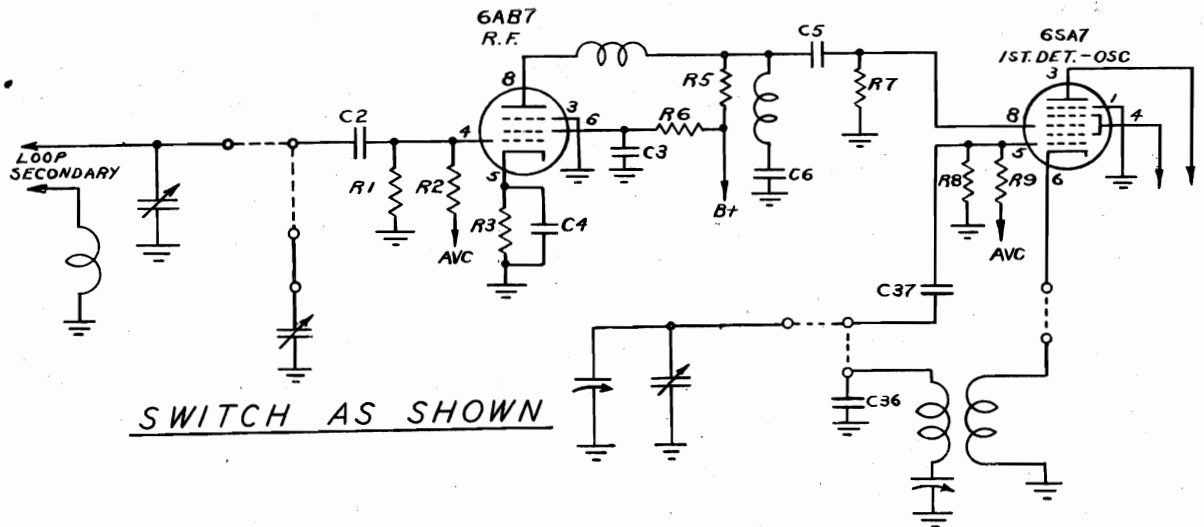 6AB7
R.F.
6SA7
1ST. DET.-OSC
8
3
6
4
5
C2
R1
R2
AVC
R3
C4
C3
R6
R5
B+
C6
C5
R7
3
1
4
8
5
6
R8
R9
AVC
C37
C36
LOOP
SECONDARY
SWITCH AS SHOWN